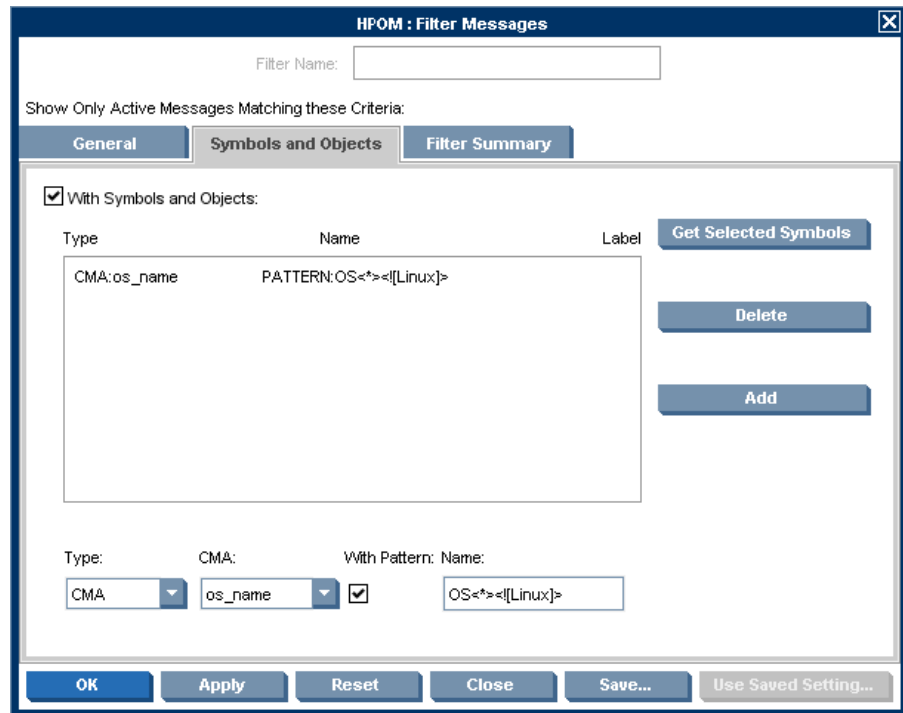 HPOM : Filter Messages
Filter Name:
Show Only Active Messages Matching these Criteria:
General Symbols and Objects Filter Summary
With Symbols and Objects:
Type Name Label Get Selected Symbols
CMA:os_name PATTERN:OS<*><![Linux]>
Delete
Add
Type: CMA: With Pattern: Name:
CMA os_name OS<*><![Linux]>
OK Apply Reset Close Save... Use Saved Setting...